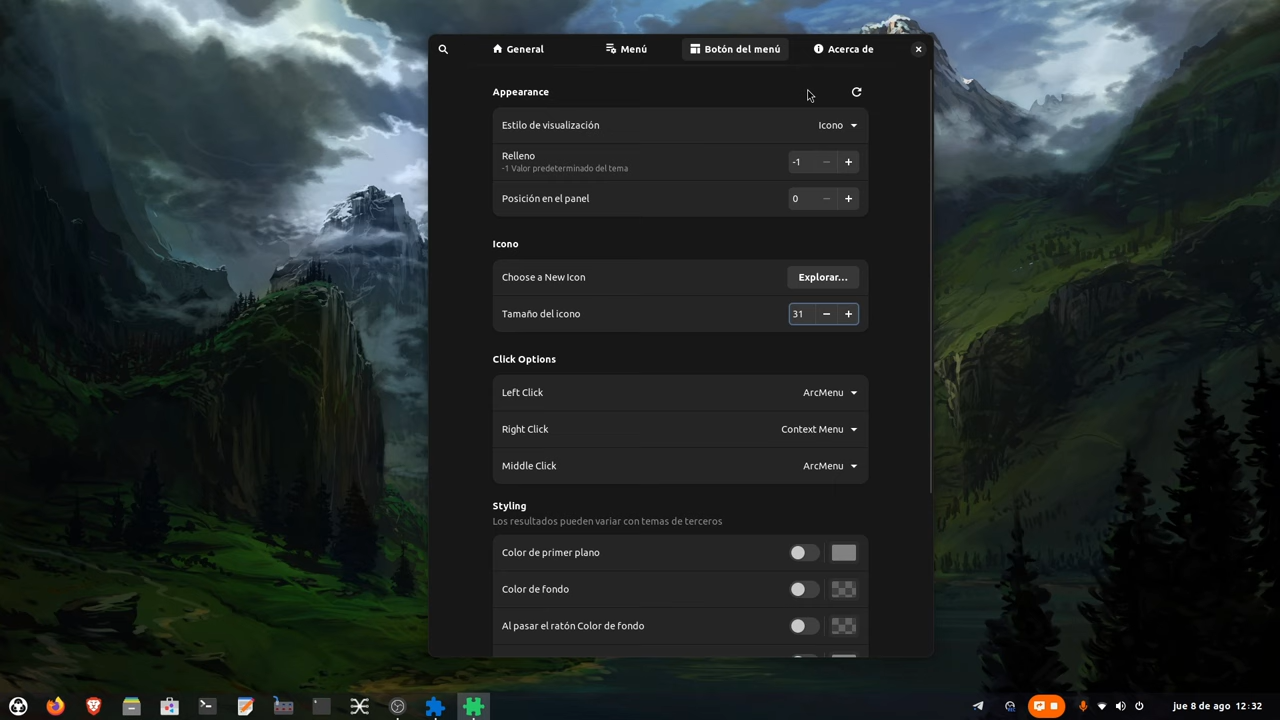 General
Menú
Botón del menú
Acerca de
Appearance
Estilo de visualización
Icono
Relleno
-1 Valor predeterminado del tema
-1
Posición en el panel
0
Icono
Choose a New Icon
Explorar...
Tamaño del icono
31
Click Options
Left Click
ArcMenu
Right Click
Context Menu
Middle Click
ArcMenu
Styling
Los resultados pueden variar con temas de terceros
Color de primer plano
Color de fondo
Al pasar el ratón Color de fondo
jue 8 de ago 12:32